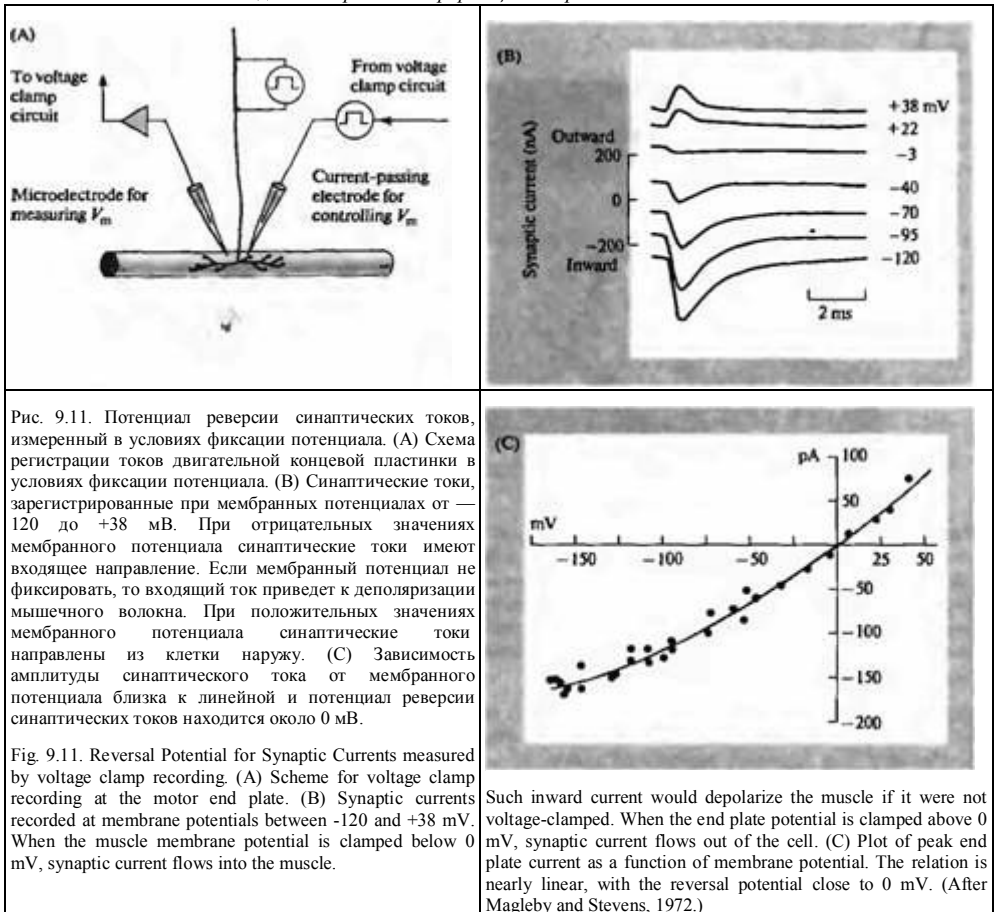 (A)
To voltage
clamp
circuit
From voltage
clamp circuit
Microelectrode for
measuring Vm
Current-passing
electrode for
controlling Vm
(B)
Synaptic current (nA)
Outward
200
0
−200
Inward
+38 mV
+22
−3
−40
−70
−95
−120
2 ms
Рис. 9.11. Потенциал реверсии синаптических токов,
измеренный в условиях фиксации потенциала. (А) Схема
регистрации токов двигательной концевой пластинки в
условиях фиксации потенциала. (В) Синаптические токи,
зарегистрированные при мембранных потенциалах от —
120 до +38 мВ. При отрицательных значениях
мембранного потенциала синаптические токи имеют
входящее направление. Если мембранный потенциал не
фиксировать, то входящий ток приведет к деполяризации
мышечного волокна. При положительных значениях
мембранного потенциала синаптические токи
направлены из клетки наружу. (С) Зависимость
амплитуды синаптического тока от мембранного
потенциала близка к линейной и потенциал реверсии
синаптических токов находится около 0 мВ.
Fig. 9.11. Reversal Potential for Synaptic Currents measured
by voltage clamp recording. (A) Scheme for voltage clamp
recording at the motor end plate. (B) Synaptic currents
recorded at membrane potentials between -120 and +38 mV.
When the muscle membrane potential is clamped below 0
mV, synaptic current flows into the muscle.
(C)
pA
100
50
mV
−150
−100
−50
25
50
−50
−100
−150
−200
Such inward current would depolarize the muscle if it were not
voltage-clamped. When the end plate potential is clamped above 0
mV, synaptic current flows out of the cell. (C) Plot of peak end
plate current as a function of membrane potential. The relation is
nearly linear, with the reversal potential close to 0 mV. (After
Magleby and Stevens, 1972.)